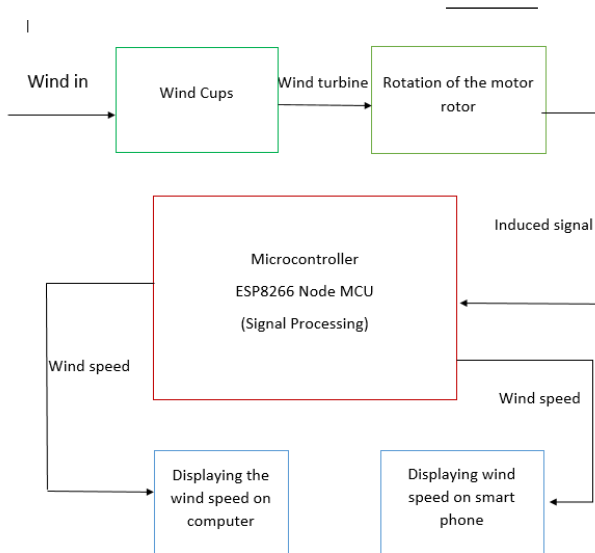 Wind in
Wind Cups
Wind turbine
Rotation of the motor
rotor
Induced signal
Microcontroller
ESP8266 Node MCU
(Signal Processing)
Wind speed
Wind speed
Displaying the
wind speed on
computer
Displaying wind
speed on smart
phone